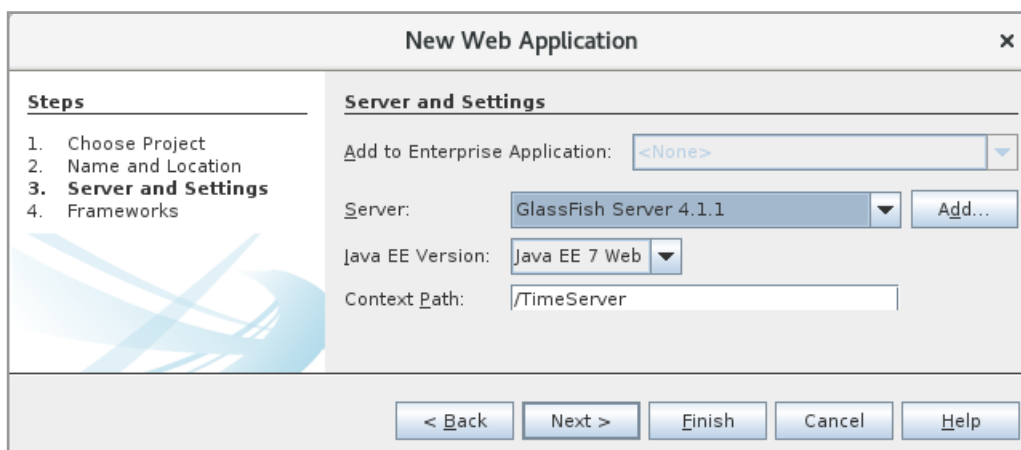 New Web Application
Steps
1. Choose Project
2. Name and Location
3. Server and Settings
4. Frameworks
Server and Settings
Add to Enterprise Application: <None>
Server: GlassFish Server 4.1.1 Add...
Java EE Version: Java EE 7 Web
Context Path: /TimeServer
< Back Next > Finish Cancel Help